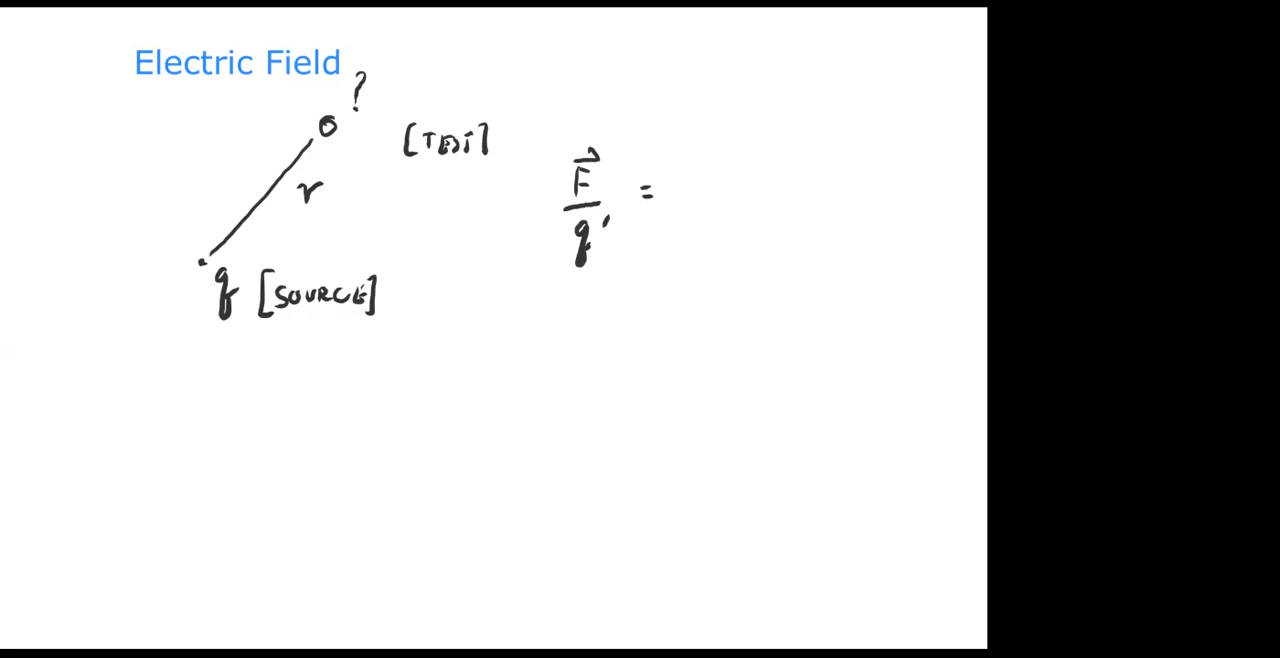 Electric Field
?
[TEST]
r
F⃗ / q' =
q [SOURCE]